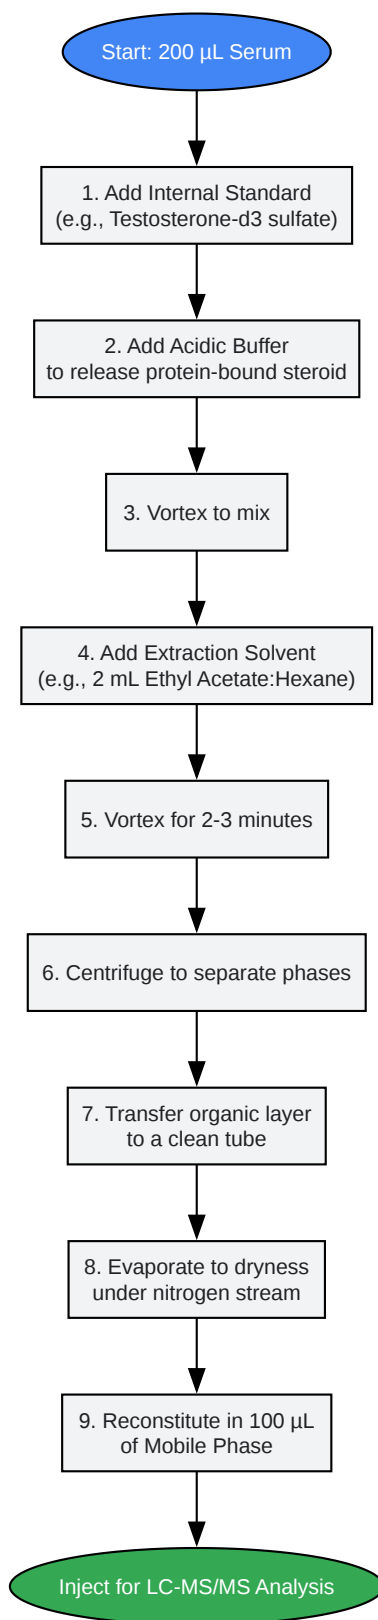 Start: 200 µL Serum
1. Add Internal Standard
(e.g., Testosterone-d3 sulfate)
2. Add Acidic Buffer
to release protein-bound steroid
3. Vortex to mix
4. Add Extraction Solvent
(e.g., 2 mL Ethyl Acetate:Hexane)
5. Vortex for 2-3 minutes
6. Centrifuge to separate phases
7. Transfer organic layer
to a clean tube
8. Evaporate to dryness
under nitrogen stream
9. Reconstitute in 100 µL
of Mobile Phase
Inject for LC-MS/MS Analysis